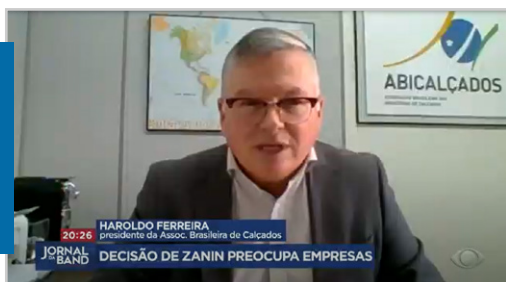 ABICALÇADOS
HAROLDO FERREIRA
20:26
presidente da Assoc. Brasileira de Calçados
JORNAL DA BAND
DECISÃO DE ZANIN PREOCUPA EMPRESAS